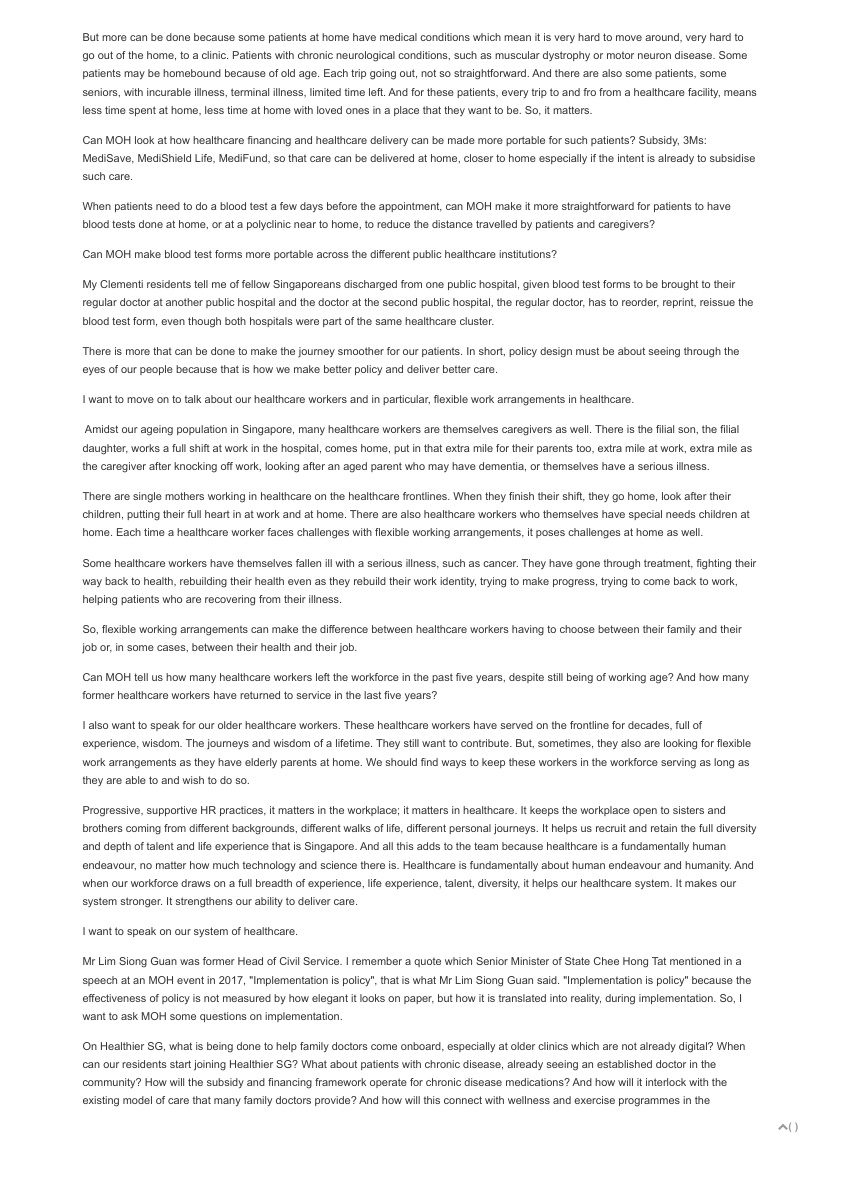 But more can be done because some patients at home have medical conditions which mean it is very hard to move around, very hard to
go out of the home, to a clinic. Patients with chronic neurological conditions, such as muscular dystrophy or motor neuron disease. Some
patients may be homebound because of old age. Each trip going out, not so straightforward. And there are also some patients, some
seniors, with incurable illness, terminal illness, limited time left. And for these patients, every trip to and fro from a healthcare facility, means
less time spent at home, less time at home with loved ones in a place that they want to be. So, it matters.
Can MOH look at how healthcare financing and healthcare delivery can be made more portable for such patients? Subsidy, 3Ms:
MediSave, MediShield Life, MediFund, so that care can be delivered at home, closer to home especially if the intent is already to subsidise
such care.
When patients need to do a blood test a few days before the appointment, can MOH make it more straightforward for patients to have
blood tests done at home, or at a polyclinic near to home, to reduce the distance travelled by patients and caregivers?
Can MOH make blood test forms more portable across the different public healthcare institutions?
My Clementi residents tell me of fellow Singaporeans discharged from one public hospital, given blood test forms to be brought to their
regular doctor at another public hospital and the doctor at the second public hospital, the regular doctor, has to reorder, reprint, reissue the
blood test form, even though both hospitals were part of the same healthcare cluster.
There is more that can be done to make the journey smoother for our patients. In short, policy design must be about seeing through the
eyes of our people because that is how we make better policy and deliver better care.
I want to move on to talk about our healthcare workers and in particular, flexible work arrangements in healthcare.
Amidst our ageing population in Singapore, many healthcare workers are themselves caregivers as well. There is the filial son, the filial
daughter, works a full shift at work in the hospital, comes home, put in that extra mile for their parents too, extra mile at work, extra mile as
the caregiver after knocking off work, looking after an aged parent who may have dementia, or themselves have a serious illness.
There are single mothers working in healthcare on the healthcare frontlines. When they finish their shift, they go home, look after their
children, putting their full heart in at work and at home. There are also healthcare workers who themselves have special needs children at
home. Each time a healthcare worker faces challenges with flexible working arrangements, it poses challenges at home as well.
Some healthcare workers have themselves fallen ill with a serious illness, such as cancer. They have gone through treatment, fighting their
way back to health, rebuilding their health even as they rebuild their work identity, trying to make progress, trying to come back to work,
helping patients who are recovering from their illness.
So, flexible working arrangements can make the difference between healthcare workers having to choose between their family and their
job or, in some cases, between their health and their job.
Can MOH tell us how many healthcare workers left the workforce in the past five years, despite still being of working age? And how many
former healthcare workers have returned to service in the last five years?
I also want to speak for our older healthcare workers. These healthcare workers have served on the frontline for decades, full of
experience, wisdom. The journeys and wisdom of a lifetime. They still want to contribute. But, sometimes, they also are looking for flexible
work arrangements as they have elderly parents at home. We should find ways to keep these workers in the workforce serving as long as
they are able to and wish to do so.
Progressive, supportive HR practices, it matters in the workplace; it matters in healthcare. It keeps the workplace open to sisters and
brothers coming from different backgrounds, different walks of life, different personal journeys. It helps us recruit and retain the full diversity
and depth of talent and life experience that is Singapore. And all this adds to the team because healthcare is a fundamentally human
endeavour, no matter how much technology and science there is. Healthcare is fundamentally about human endeavour and humanity. And
when our workforce draws on a full breadth of experience, life experience, talent, diversity, it helps our healthcare system. It makes our
system stronger. It strengthens our ability to deliver care.
I want to speak on our system of healthcare.
Mr Lim Siong Guan was former Head of Civil Service. I remember a quote which Senior Minister of State Chee Hong Tat mentioned in a
speech at an MOH event in 2017, "Implementation is policy", that is what Mr Lim Siong Guan said. "Implementation is policy" because the
effectiveness of policy is not measured by how elegant it looks on paper, but how it is translated into reality, during implementation. So, I
want to ask MOH some questions on implementation.
On Healthier SG, what is being done to help family doctors come onboard, especially at older clinics which are not already digital? When
can our residents start joining Healthier SG? What about patients with chronic disease, already seeing an established doctor in the
community? How will the subsidy and financing framework operate for chronic disease medications? And how will it interlock with the
existing model of care that many family doctors provide? And how will this connect with wellness and exercise programmes in the
( )